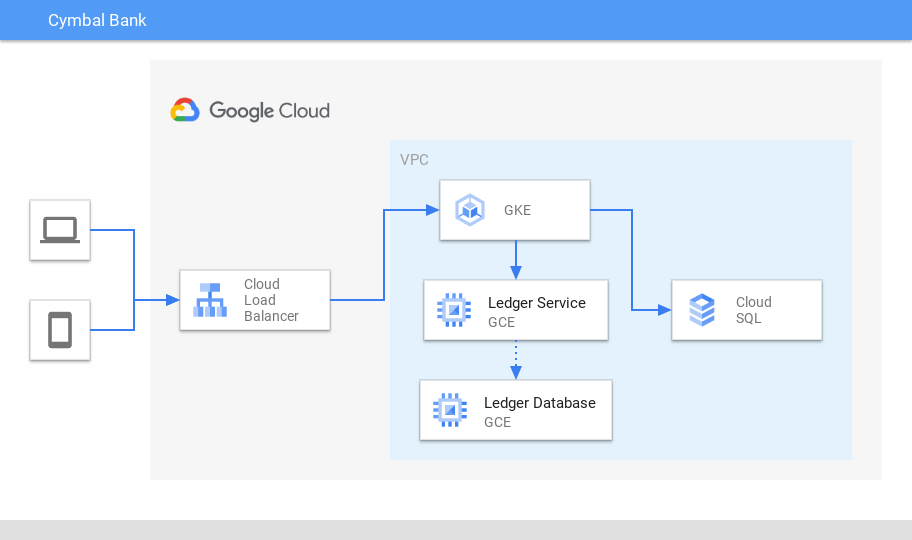 Cymbal Bank
Google Cloud
VPC
GKE
Cloud
Load
Balancer
Ledger Service
GCE
Cloud
SQL
Ledger Database
GCE